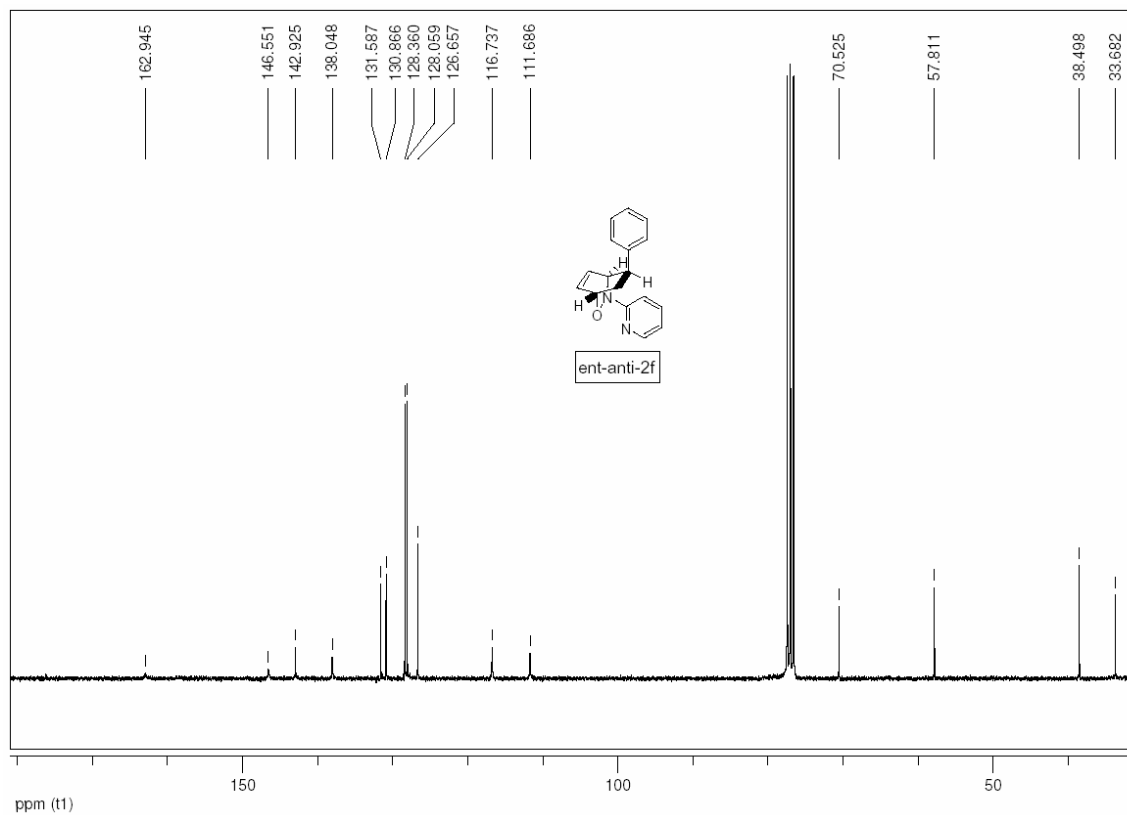 162.945
146.551
142.925
138.048
131.587
130.866
128.360
128.059
126.657
116.737
111.686
70.525
57.811
38.498
33.682
H
H
N
H
O
N
ent-anti-2f
150
100
50
ppm (t1)